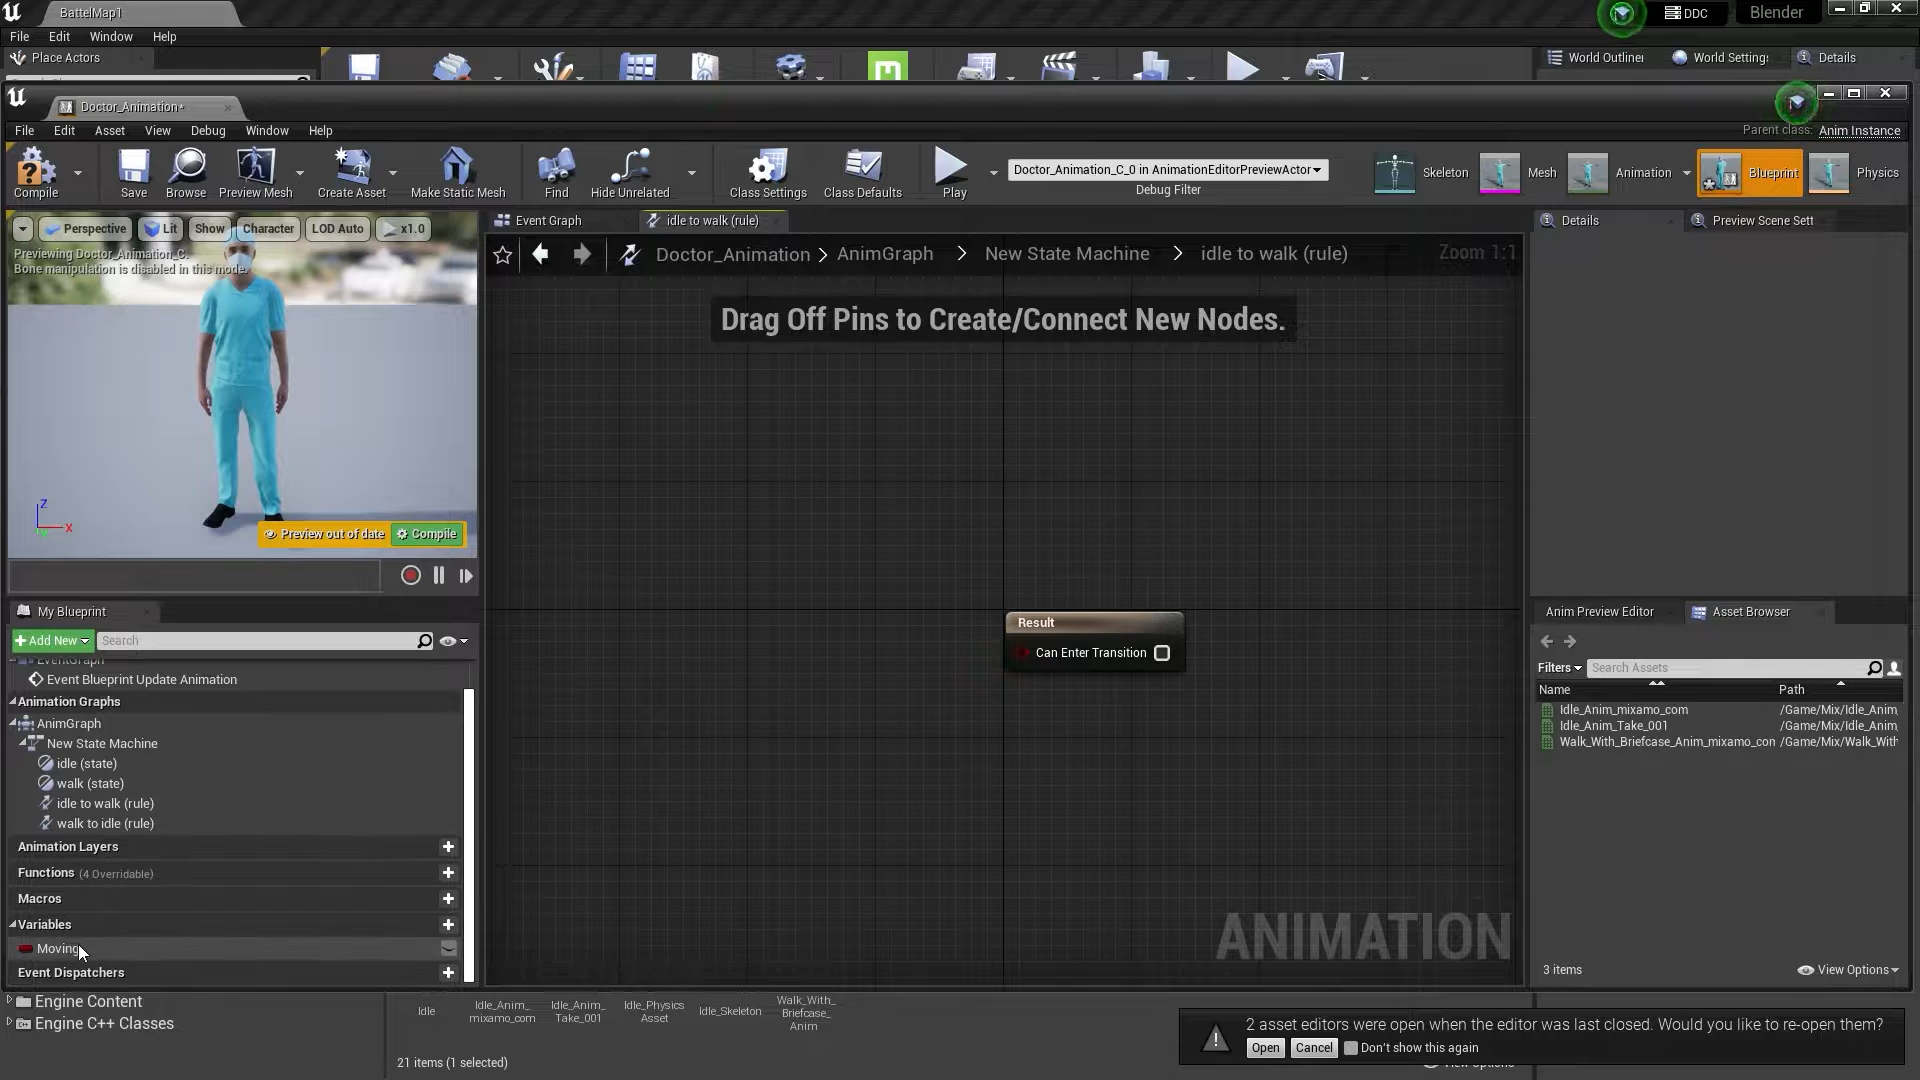 BattelMap1
DDC
Blender
File Edit Window Help
Place Actors
World Outliner World Settings Details
Doctor_Animation*
File Edit Asset View Debug Window Help
Parent class: Anim Instance
Compile Save Browse Preview Mesh Create Asset Make Static Mesh Find Hide Unrelated Class Settings Class Defaults Play
Doctor_Animation_C_0 in AnimationEditorPreviewActor
Debug Filter
Skeleton Mesh Animation Blueprint Physics
Perspective Lit Show Character LOD Auto x1.0
Previewing Doctor_Animation_C.
Bone manipulation is disabled in this mode.
Z
X
Preview out of date Compile
Event Graph idle to walk (rule)
Doctor_Animation > AnimGraph > New State Machine > idle to walk (rule)
Zoom 1:1
Drag Off Pins to Create/Connect New Nodes.
Result
Can Enter Transition
ANIMATION
My Blueprint
+ Add New Search
EventGraph
Event Blueprint Update Animation
Animation Graphs
AnimGraph
New State Machine
idle (state)
walk (state)
idle to walk (rule)
walk to idle (rule)
Animation Layers
Functions (4 Overridable)
Macros
Variables
Moving
Event Dispatchers
Details Preview Scene Sett
Anim Preview Editor Asset Browser
Filters Search Assets
Name Path
Idle_Anim_mixamo_com /Game/Mix/Idle_Anim_
Idle_Anim_Take_001 /Game/Mix/Idle_Anim_
Walk_With_Briefcase_Anim_mixamo_con /Game/Mix/Walk_With
3 items View Options
Engine Content
Engine C++ Classes
Idle
Idle_Anim_
mixamo_com
Idle_Anim_
Take_001
Idle_Physics
Asset
Idle_Skeleton
Walk_With_
Briefcase_
Anim
21 items (1 selected)
2 asset editors were open when the editor was last closed. Would you like to re-open them?
Open Cancel Don't show this again
View Options